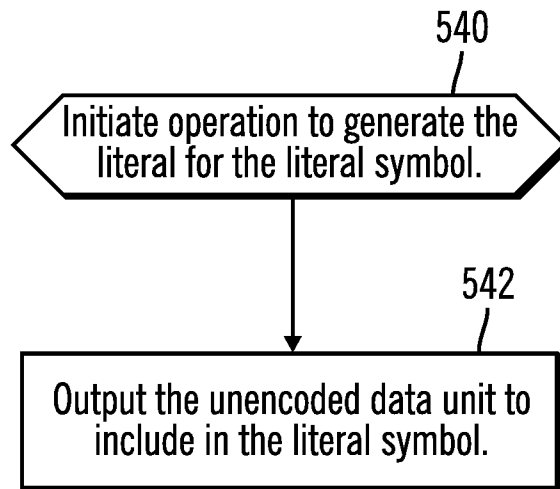 540
Initiate operation to generate the
literal for the literal symbol.
542
Output the unencoded data unit to
include in the literal symbol.